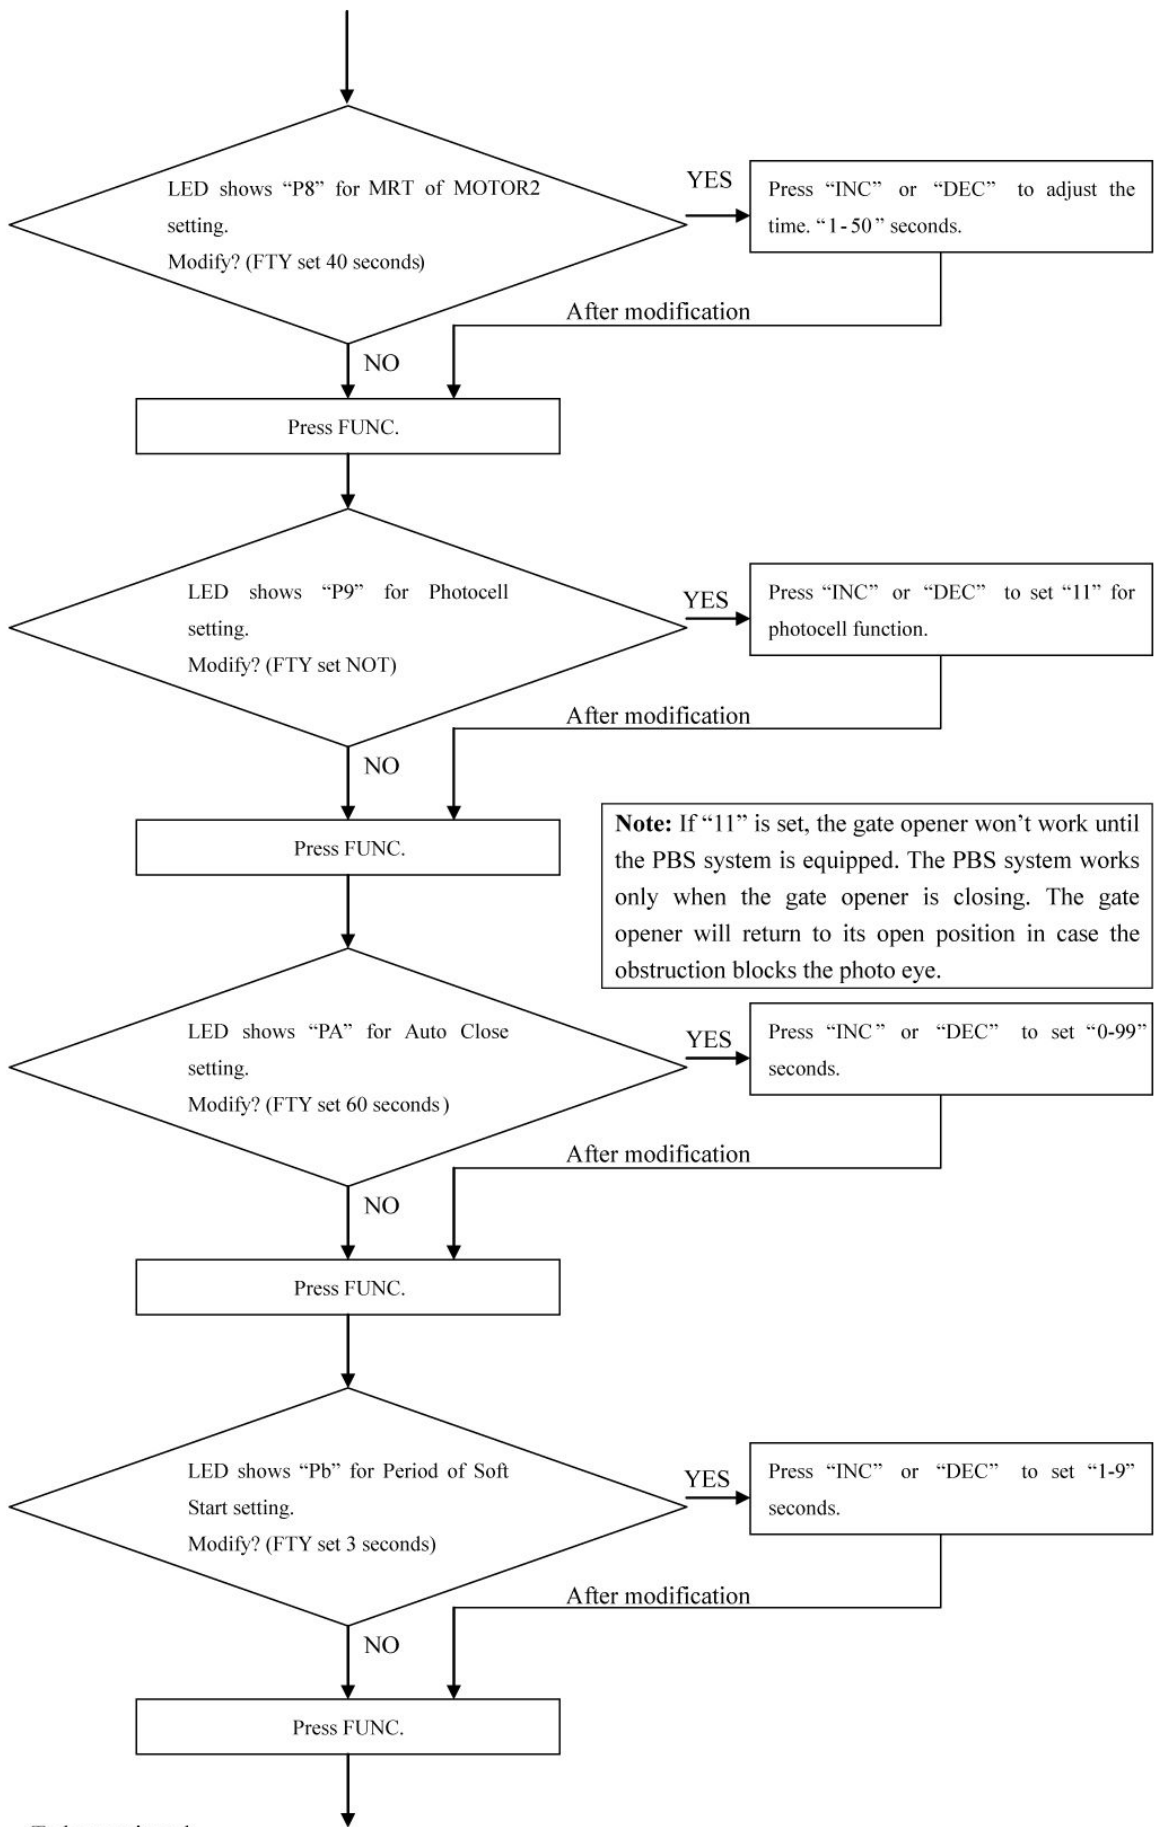 LED shows “P8” for MRT of MOTOR2
setting.
Modify? (FTY set 40 seconds)
YES
Press “INC” or “DEC” to adjust the
time. “1-50” seconds.
After modification
NO
Press FUNC.
LED shows “P9” for Photocell
setting.
Modify? (FTY set NOT)
YES
Press “INC” or “DEC” to set “11” for
photocell function.
After modification
NO
Press FUNC.
Note: If “11” is set, the gate opener won’t work until
the PBS system is equipped. The PBS system works
only when the gate opener is closing. The gate
opener will return to its open position in case the
obstruction blocks the photo eye.
LED shows “PA” for Auto Close
setting.
Modify? (FTY set 60 seconds)
YES
Press “INC” or “DEC” to set “0-99”
seconds.
After modification
NO
Press FUNC.
LED shows “Pb” for Period of Soft
Start setting.
Modify? (FTY set 3 seconds)
YES
Press “INC” or “DEC” to set “1-9”
seconds.
After modification
NO
Press FUNC.